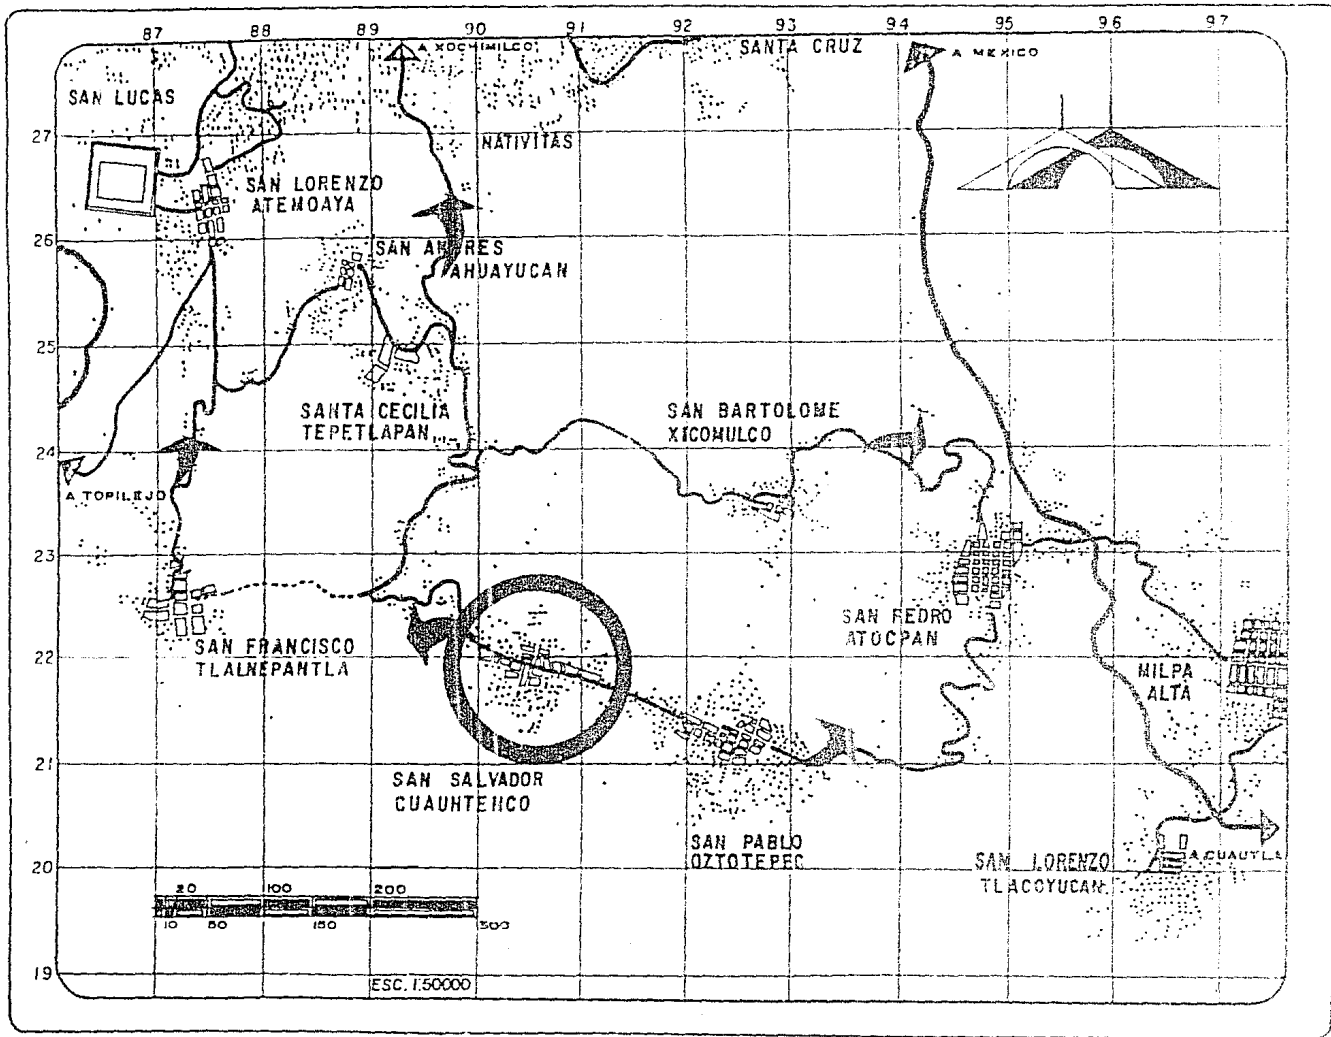 87 88 89 90 91 92 93 94 95 96 97
A XOCHIMILCO
SANTA CRUZ
A MEXICO
SAN LUCAS
27
NATIVITAS
SAN LORENZO
ATEMOAYA
26
SAN ANDRES
AHUAYUCAN
25
SANTA CECILIA
TEPETLAPAN
SAN BARTOLOME
XICOMULCO
24
A TOPILEJO
23
SAN PEDRO
ATOCPAN
SAN FRANCISCO
TLALNEPANTLA
22
MILPA
ALTA
21
SAN SALVADOR
CUAUHTENCO
SAN PABLO
OZTOTEPEC
20
SAN LORENZO
TLACOYUCAN
A CUAUTLA
20 100 200
10 50 150 300
19
ESC. 1:50000